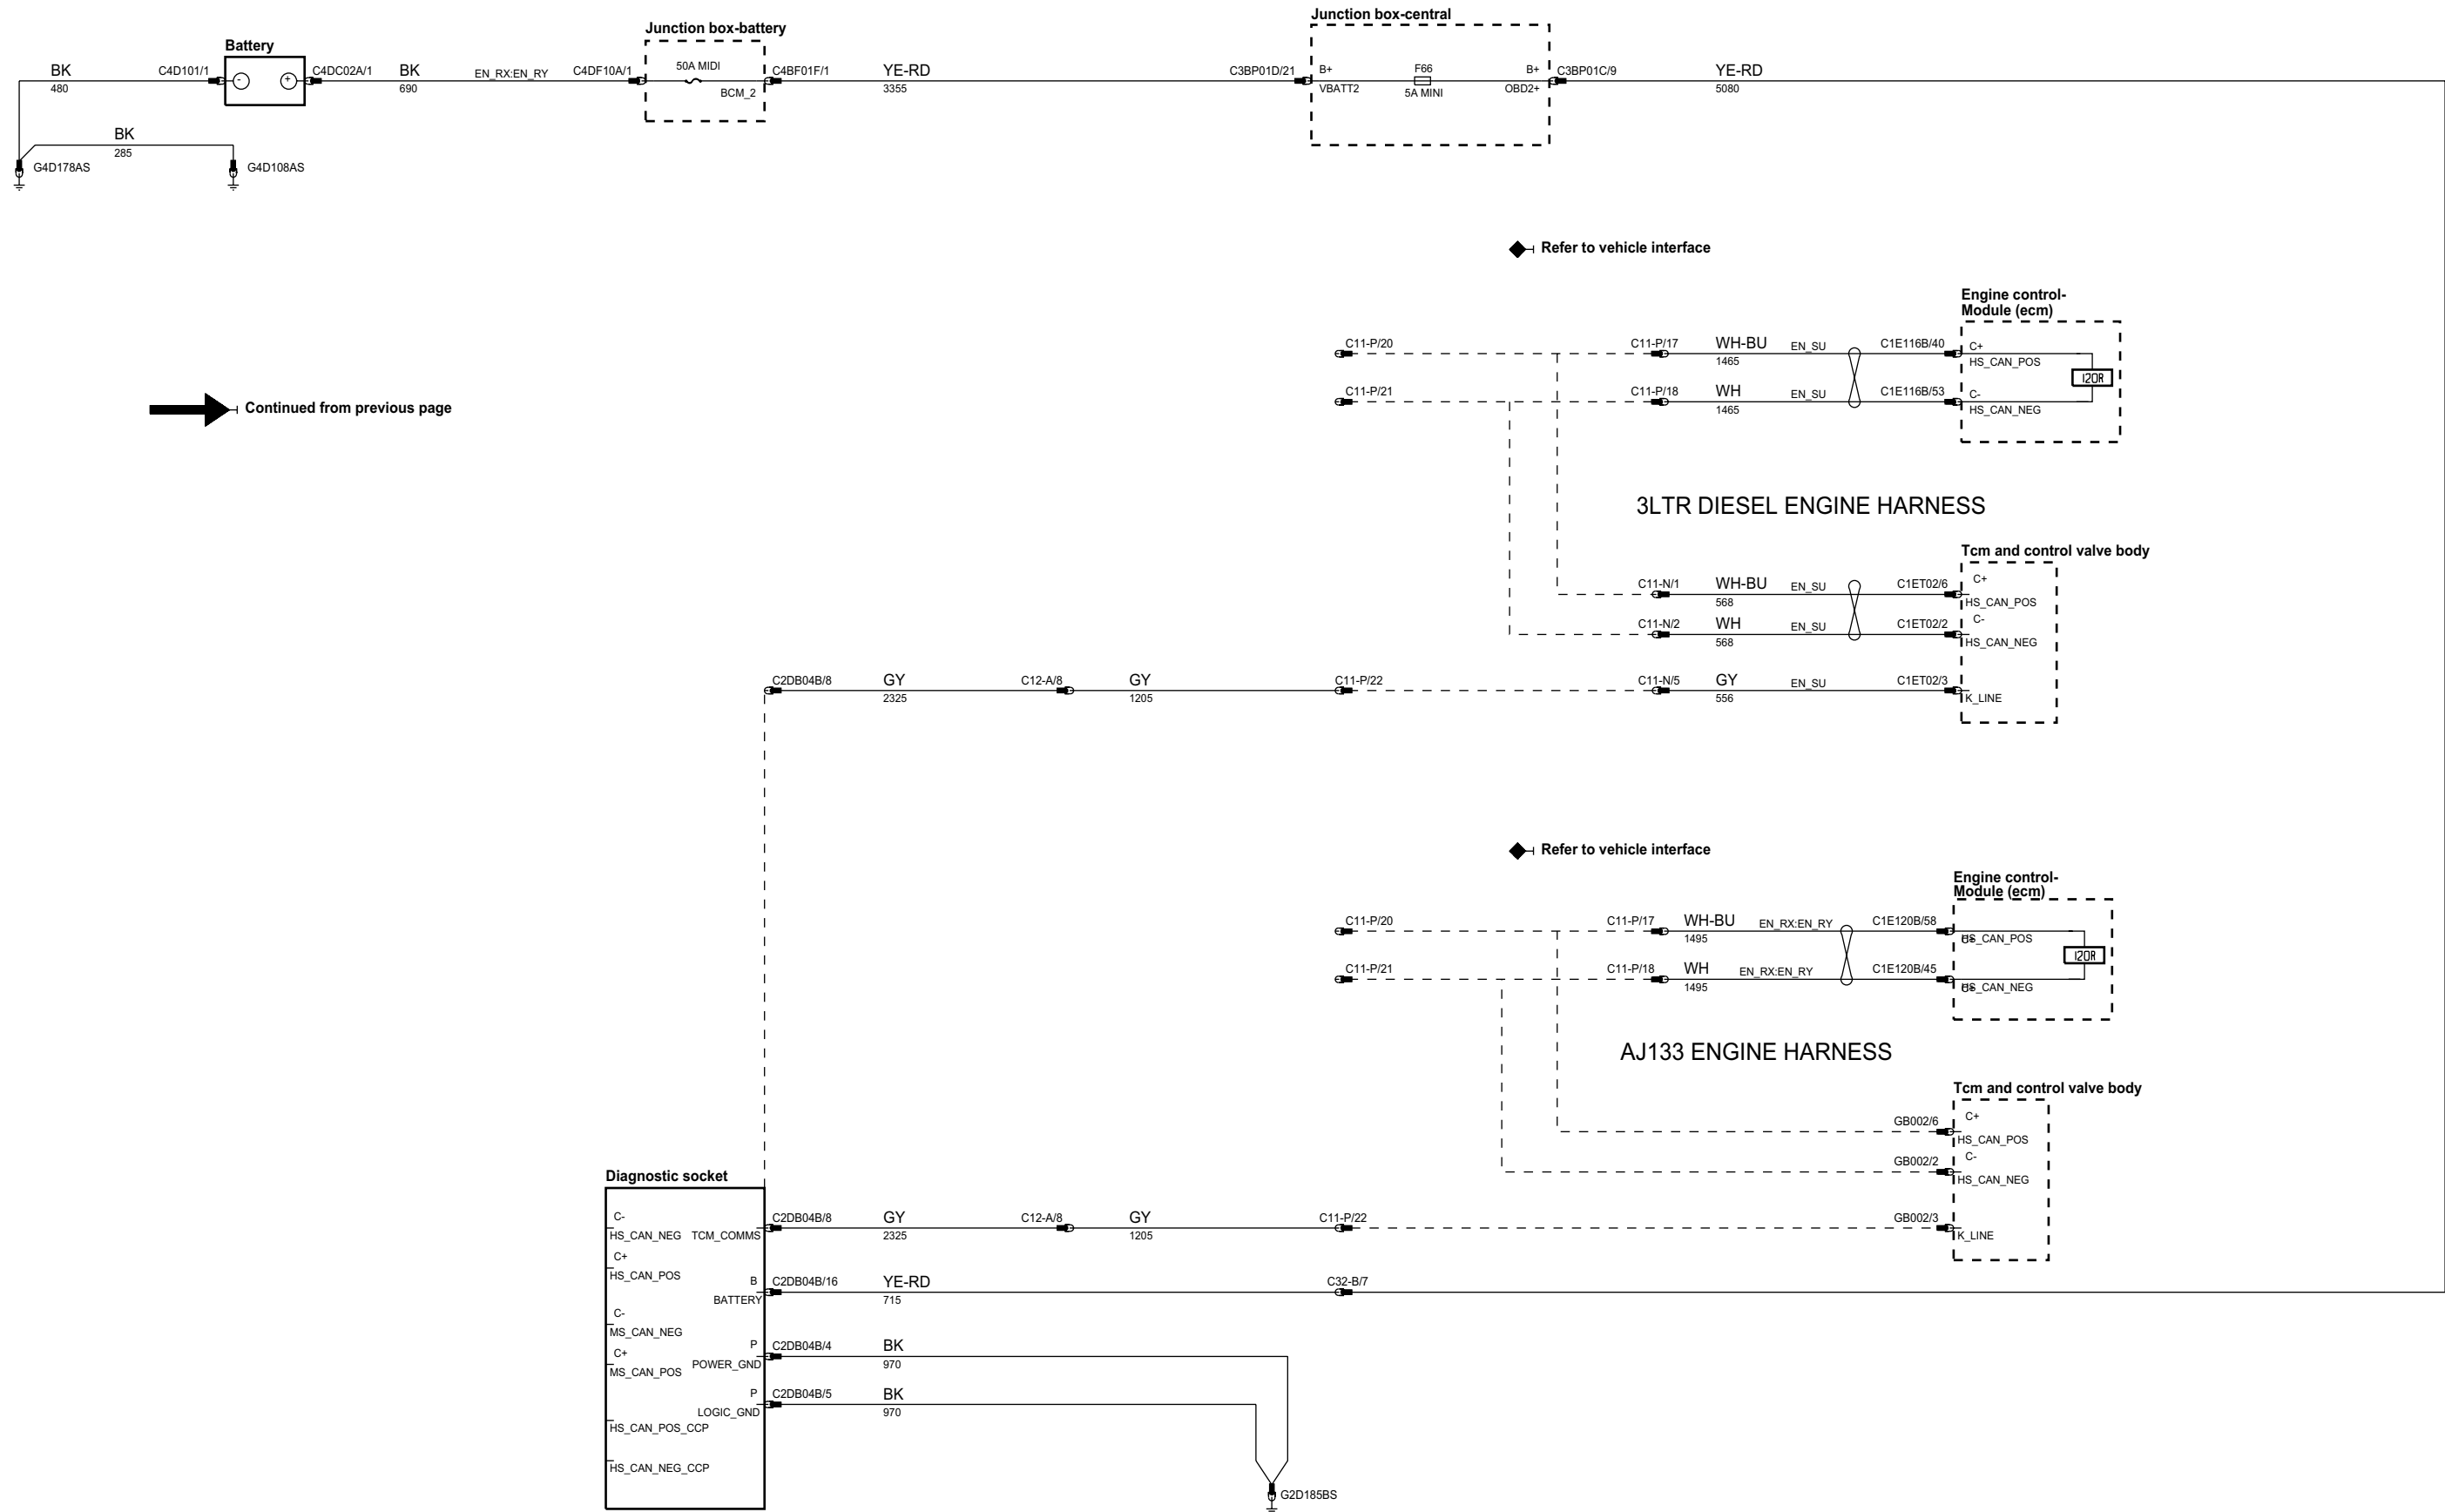 Junction box-central
Junction box-battery
Battery
BK
480
C4D101/1
-
+
C4DC02A/1
BK
690
EN_RX:EN_RY
C4DF10A/1
50A MIDI
BCM_2
C4BF01F/1
YE-RD
3355
C3BP01D/21
B+
VBATT2
F66
5A MINI
B+
OBD2+
C3BP01C/9
YE-RD
5080
BK
285
G4D178AS
G4D108AS
Refer to vehicle interface
Engine control-
Module (ecm)
C11-P/20
C11-P/17
WH-BU
1465
EN_SU
C1E116B/40
C+
HS_CAN_POS
120R
C11-P/21
C11-P/18
WH
1465
EN_SU
C1E116B/53
C-
HS_CAN_NEG
Continued from previous page
3LTR DIESEL ENGINE HARNESS
Tcm and control valve body
C11-N/1
WH-BU
568
EN_SU
C1ET02/6
C+
HS_CAN_POS
C11-N/2
WH
568
EN_SU
C1ET02/2
C-
HS_CAN_NEG
C2DB04B/8
GY
2325
C12-A/8
GY
1205
C11-P/22
C11-N/5
GY
556
EN_SU
C1ET02/3
K_LINE
Refer to vehicle interface
Engine control-
Module (ecm)
C11-P/20
C11-P/17
WH-BU
1495
EN_RX:EN_RY
C1E120B/58
HS_CAN_POS
120R
C11-P/21
C11-P/18
WH
1495
EN_RX:EN_RY
C1E120B/45
HS_CAN_NEG
AJ133 ENGINE HARNESS
Tcm and control valve body
GB002/6
C+
HS_CAN_POS
GB002/2
C-
HS_CAN_NEG
Diagnostic socket
C-
HS_CAN_NEG
TCM_COMMS
C2DB04B/8
GY
2325
C12-A/8
GY
1205
C11-P/22
GB002/3
K_LINE
C+
HS_CAN_POS
B
BATTERY
C2DB04B/16
YE-RD
715
C32-B/7
C-
MS_CAN_NEG
P
POWER_GND
C2DB04B/4
BK
970
C+
MS_CAN_POS
P
LOGIC_GND
C2DB04B/5
BK
970
HS_CAN_POS_CCP
HS_CAN_NEG_CCP
G2D185BS